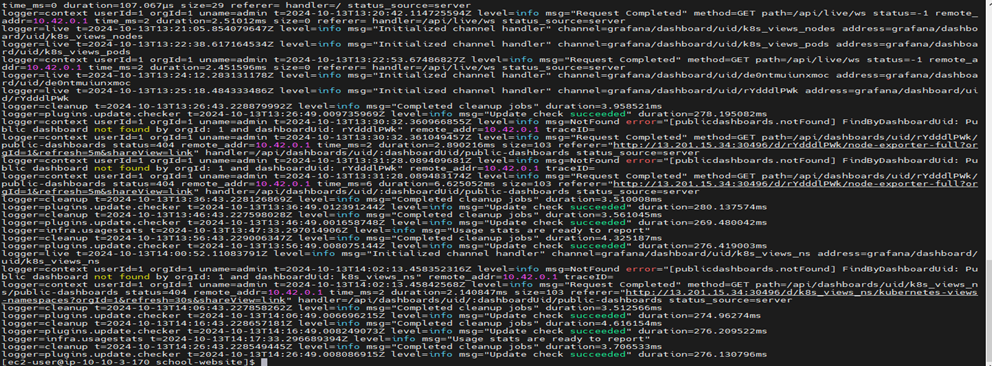 time_ms=0 duration=107.067µs size=29 referer= handler=/ status_source=server
logger=context userId=1 orgId=1 uname=admin t=2024-10-13T13:20:42.114725594Z level=info msg="Request Completed" method=GET path=/api/live/ws status=-1 remote_
addr=10.42.0.1 time_ms=2 duration=2.51012ms size=0 referer= handler=/api/live/ws status_source=server
logger=live t=2024-10-13T13:21:05.854079647Z level=info msg="Initialized channel handler" channel=grafana/dashboard/uid/k8s_views_nodes address=grafana/dashbo
ard/uid/k8s_views_nodes
logger=live t=2024-10-13T13:22:38.617164534Z level=info msg="Initialized channel handler" channel=grafana/dashboard/uid/k8s_views_pods address=grafana/dashboa
rd/uid/k8s_views_pods
logger=context userId=1 orgId=1 uname=admin t=2024-10-13T13:22:53.67486827Z level=info msg="Request Completed" method=GET path=/api/live/ws status=-1 remote_a
ddr=10.42.0.1 time_ms=2 duration=2.451596ms size=0 referer= handler=/api/live/ws status_source=server
logger=live t=2024-10-13T13:24:12.283131178Z level=info msg="Initialized channel handler" channel=grafana/dashboard/uid/de0ntmuiunxmoc address=grafana/dashboa
rd/uid/de0ntmuiunxmoc
logger=live t=2024-10-13T13:25:18.484333486Z level=info msg="Initialized channel handler" channel=grafana/dashboard/uid/rYdddlPWk address=grafana/dashboard/ui
d/rYdddlPWk
logger=cleanup t=2024-10-13T13:26:43.228879992Z level=info msg="Completed cleanup jobs" duration=3.958521ms
logger=plugins.update.checker t=2024-10-13T13:26:49.009735969Z level=info msg="Update check succeeded" duration=278.195082ms
logger=context userId=1 orgId=1 uname=admin t=2024-10-13T13:30:32.360960855Z level=info msg=NotFound error="[publicdashboards.notFound] FindByDashboardUid: Pu
blic dashboard not found by orgId: 1 and dashboardUid: rYdddlPWk" remote_addr=10.42.0.1 traceID=
logger=context userId=1 orgId=1 uname=admin t=2024-10-13T13:30:32.361049457Z level=info msg="Request Completed" method=GET path=/api/dashboards/uid/rYdddlPWk/
public-dashboards status=404 remote_addr=10.42.0.1 time_ms=2 duration=2.890216ms size=103 referer="http://13.201.15.34:30496/d/rYdddlPWk/node-exporter-full?or
gId=1&refresh=5m&shareView=link" handler=/api/dashboards/uid/:dashboardUid/public-dashboards status_source=server
logger=context userId=1 orgId=1 uname=admin t=2024-10-13T13:31:28.089409681Z level=info msg=NotFound error="[publicdashboards.notFound] FindByDashboardUid: Pu
blic dashboard not found by orgId: 1 and dashboardUid: rYdddlPWk" remote_addr=10.42.0.1 traceID=
logger=context userId=1 orgId=1 uname=admin t=2024-10-13T13:31:28.089483174Z level=info msg="Request Completed" method=GET path=/api/dashboards/uid/rYdddlPWk/
public-dashboards status=404 remote_addr=10.42.0.1 time_ms=6 duration=6.625052ms size=103 referer="http://13.201.15.34:30496/d/rYdddlPWk/node-exporter-full?or
gId=1&refresh=5m&shareView=link" handler=/api/dashboards/uid/:dashboardUid/public-dashboards status_source=server
logger=cleanup t=2024-10-13T13:36:43.228126869Z level=info msg="Completed cleanup jobs" duration=3.510008ms
logger=plugins.update.checker t=2024-10-13T13:36:49.012391244Z level=info msg="Update check succeeded" duration=280.137574ms
logger=cleanup t=2024-10-13T13:46:43.227598028Z level=info msg="Completed cleanup jobs" duration=3.561045ms
logger=plugins.update.checker t=2024-10-13T13:46:49.001658748Z level=info msg="Update check succeeded" duration=269.480042ms
logger=infra.usagestats t=2024-10-13T13:47:33.297014906Z level=info msg="Usage stats are ready to report"
logger=cleanup t=2024-10-13T13:56:43.229006347Z level=info msg="Completed cleanup jobs" duration=4.325187ms
logger=plugins.update.checker t=2024-10-13T13:56:49.008075144Z level=info msg="Update check succeeded" duration=276.419003ms
logger=live t=2024-10-13T14:00:52.11083791Z level=info msg="Initialized channel handler" channel=grafana/dashboard/uid/k8s_views_ns address=grafana/dashboard/
uid/k8s_views_ns
logger=context userId=1 orgId=1 uname=admin t=2024-10-13T14:02:13.458352316Z level=info msg=NotFound error="[publicdashboards.notFound] FindByDashboardUid: Pu
blic dashboard not found by orgId: 1 and dashboardUid: k8s_views_ns" remote_addr=10.42.0.1 traceID=
logger=context userId=1 orgId=1 uname=admin t=2024-10-13T14:02:13.45842568Z level=info msg="Request Completed" method=GET path=/api/dashboards/uid/k8s_views_n
s/public-dashboards status=404 remote_addr=10.42.0.1 time_ms=2 duration=2.140847ms size=103 referer="http://13.201.15.34:30496/d/k8s_views_ns/kubernetes-views
-namespaces?orgId=1&refresh=30s&shareView=link" handler=/api/dashboards/uid/:dashboardUid/public-dashboards status_source=server
logger=cleanup t=2024-10-13T14:06:43.227858262Z level=info msg="Completed cleanup jobs" duration=3.512566ms
logger=plugins.update.checker t=2024-10-13T14:06:49.006696215Z level=info msg="Update check succeeded" duration=274.96274ms
logger=cleanup t=2024-10-13T14:16:43.228657181Z level=info msg="Completed cleanup jobs" duration=4.616154ms
logger=plugins.update.checker t=2024-10-13T14:16:49.008249073Z level=info msg="Update check succeeded" duration=276.209522ms
logger=infra.usagestats t=2024-10-13T14:17:33.296689394Z level=info msg="Usage stats are ready to report"
logger=cleanup t=2024-10-13T14:26:43.228549445Z level=info msg="Completed cleanup jobs" duration=3.706533ms
logger=plugins.update.checker t=2024-10-13T14:26:49.008086915Z level=info msg="Update check succeeded" duration=276.130796ms
[ec2-user@ip-10-10-3-170 school-website]$